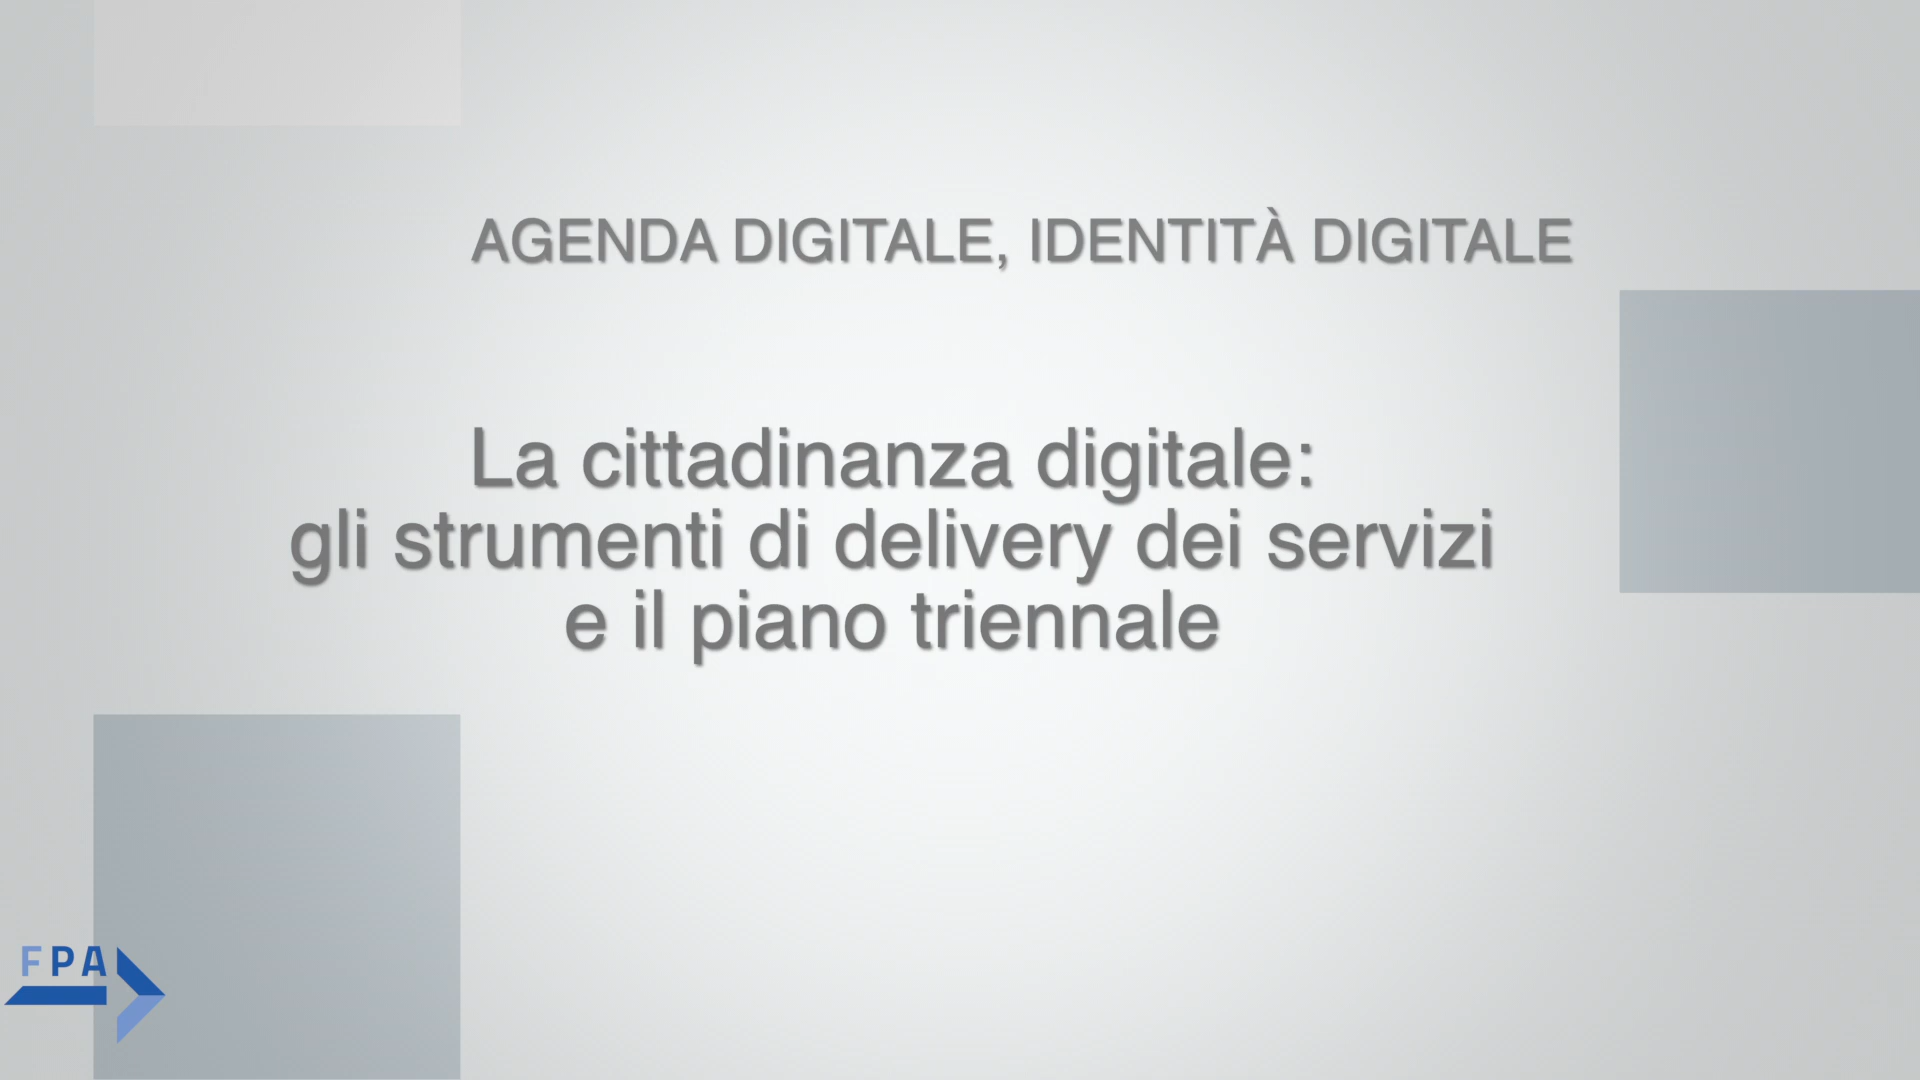 AGENDA DIGITALE, IDENTITÀ DIGITALE
La cittadinanza digitale:
gli strumenti di delivery dei servizi
e il piano triennale
FPA